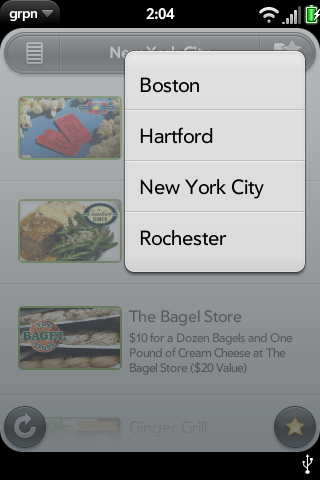 grpn
2:04
New York City
Boston
Hartford
New York City
Rochester
The Bagel Store
$10 for a Dozen Bagels and One
Pound of Cream Cheese at The
Bagel Store ($20 Value)
BAGEL
Ginger Grill